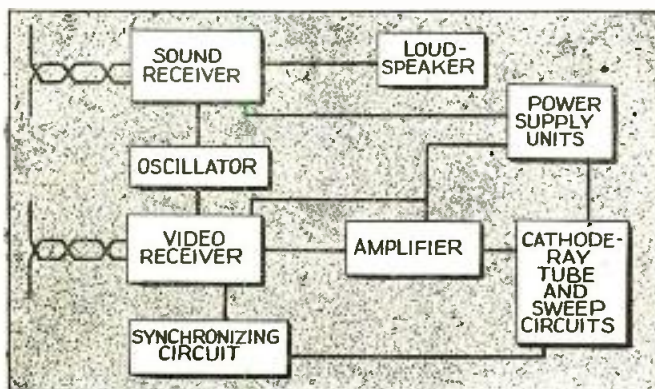 SOUND
RECEIVER
LOUD-
SPEAKER
POWER
SUPPLY
UNITS
OSCILLATOR
VIDEO
RECEIVER
AMPLIFIER
CATHODE-
RAY
TUBE
AND
SWEEP
CIRCUITS
SYNCHRONIZING
CIRCUIT